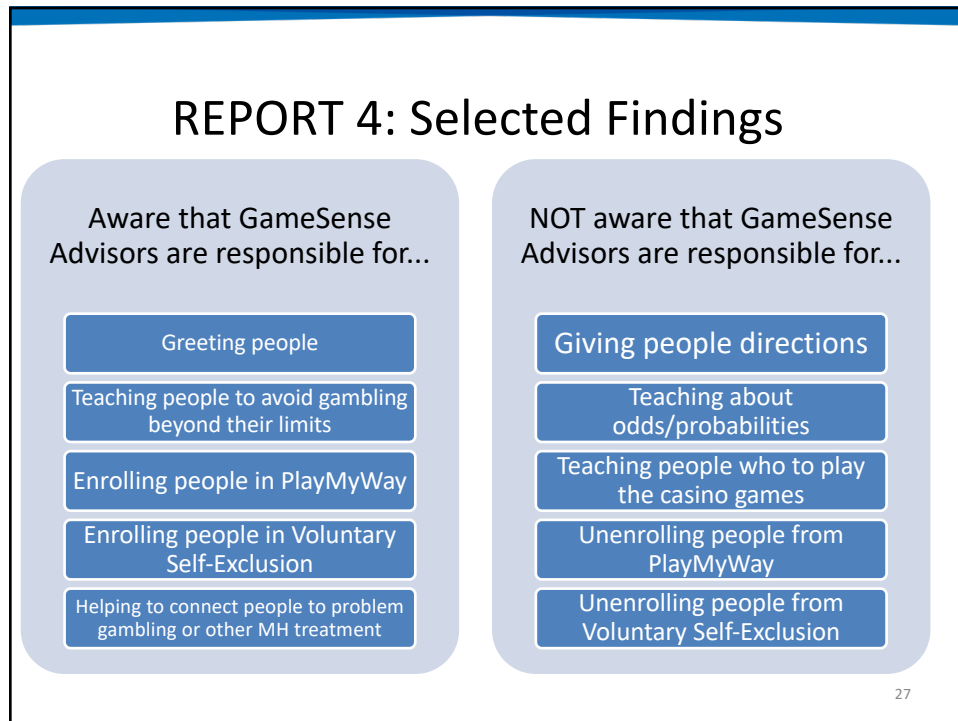 REPORT 4: Selected Findings
Aware that GameSense
Advisors are responsible for...
Greeting people
Teaching people to avoid gambling
beyond their limits
Enrolling people in PlayMyWay
Enrolling people in Voluntary
Self-Exclusion
Helping to connect people to problem
gambling or other MH treatment
NOT aware that GameSense
Advisors are responsible for...
Giving people directions
Teaching about
odds/probabilities
Teaching people who to play
the casino games
Unenrolling people from
PlayMyWay
Unenrolling people from
Voluntary Self-Exclusion
27